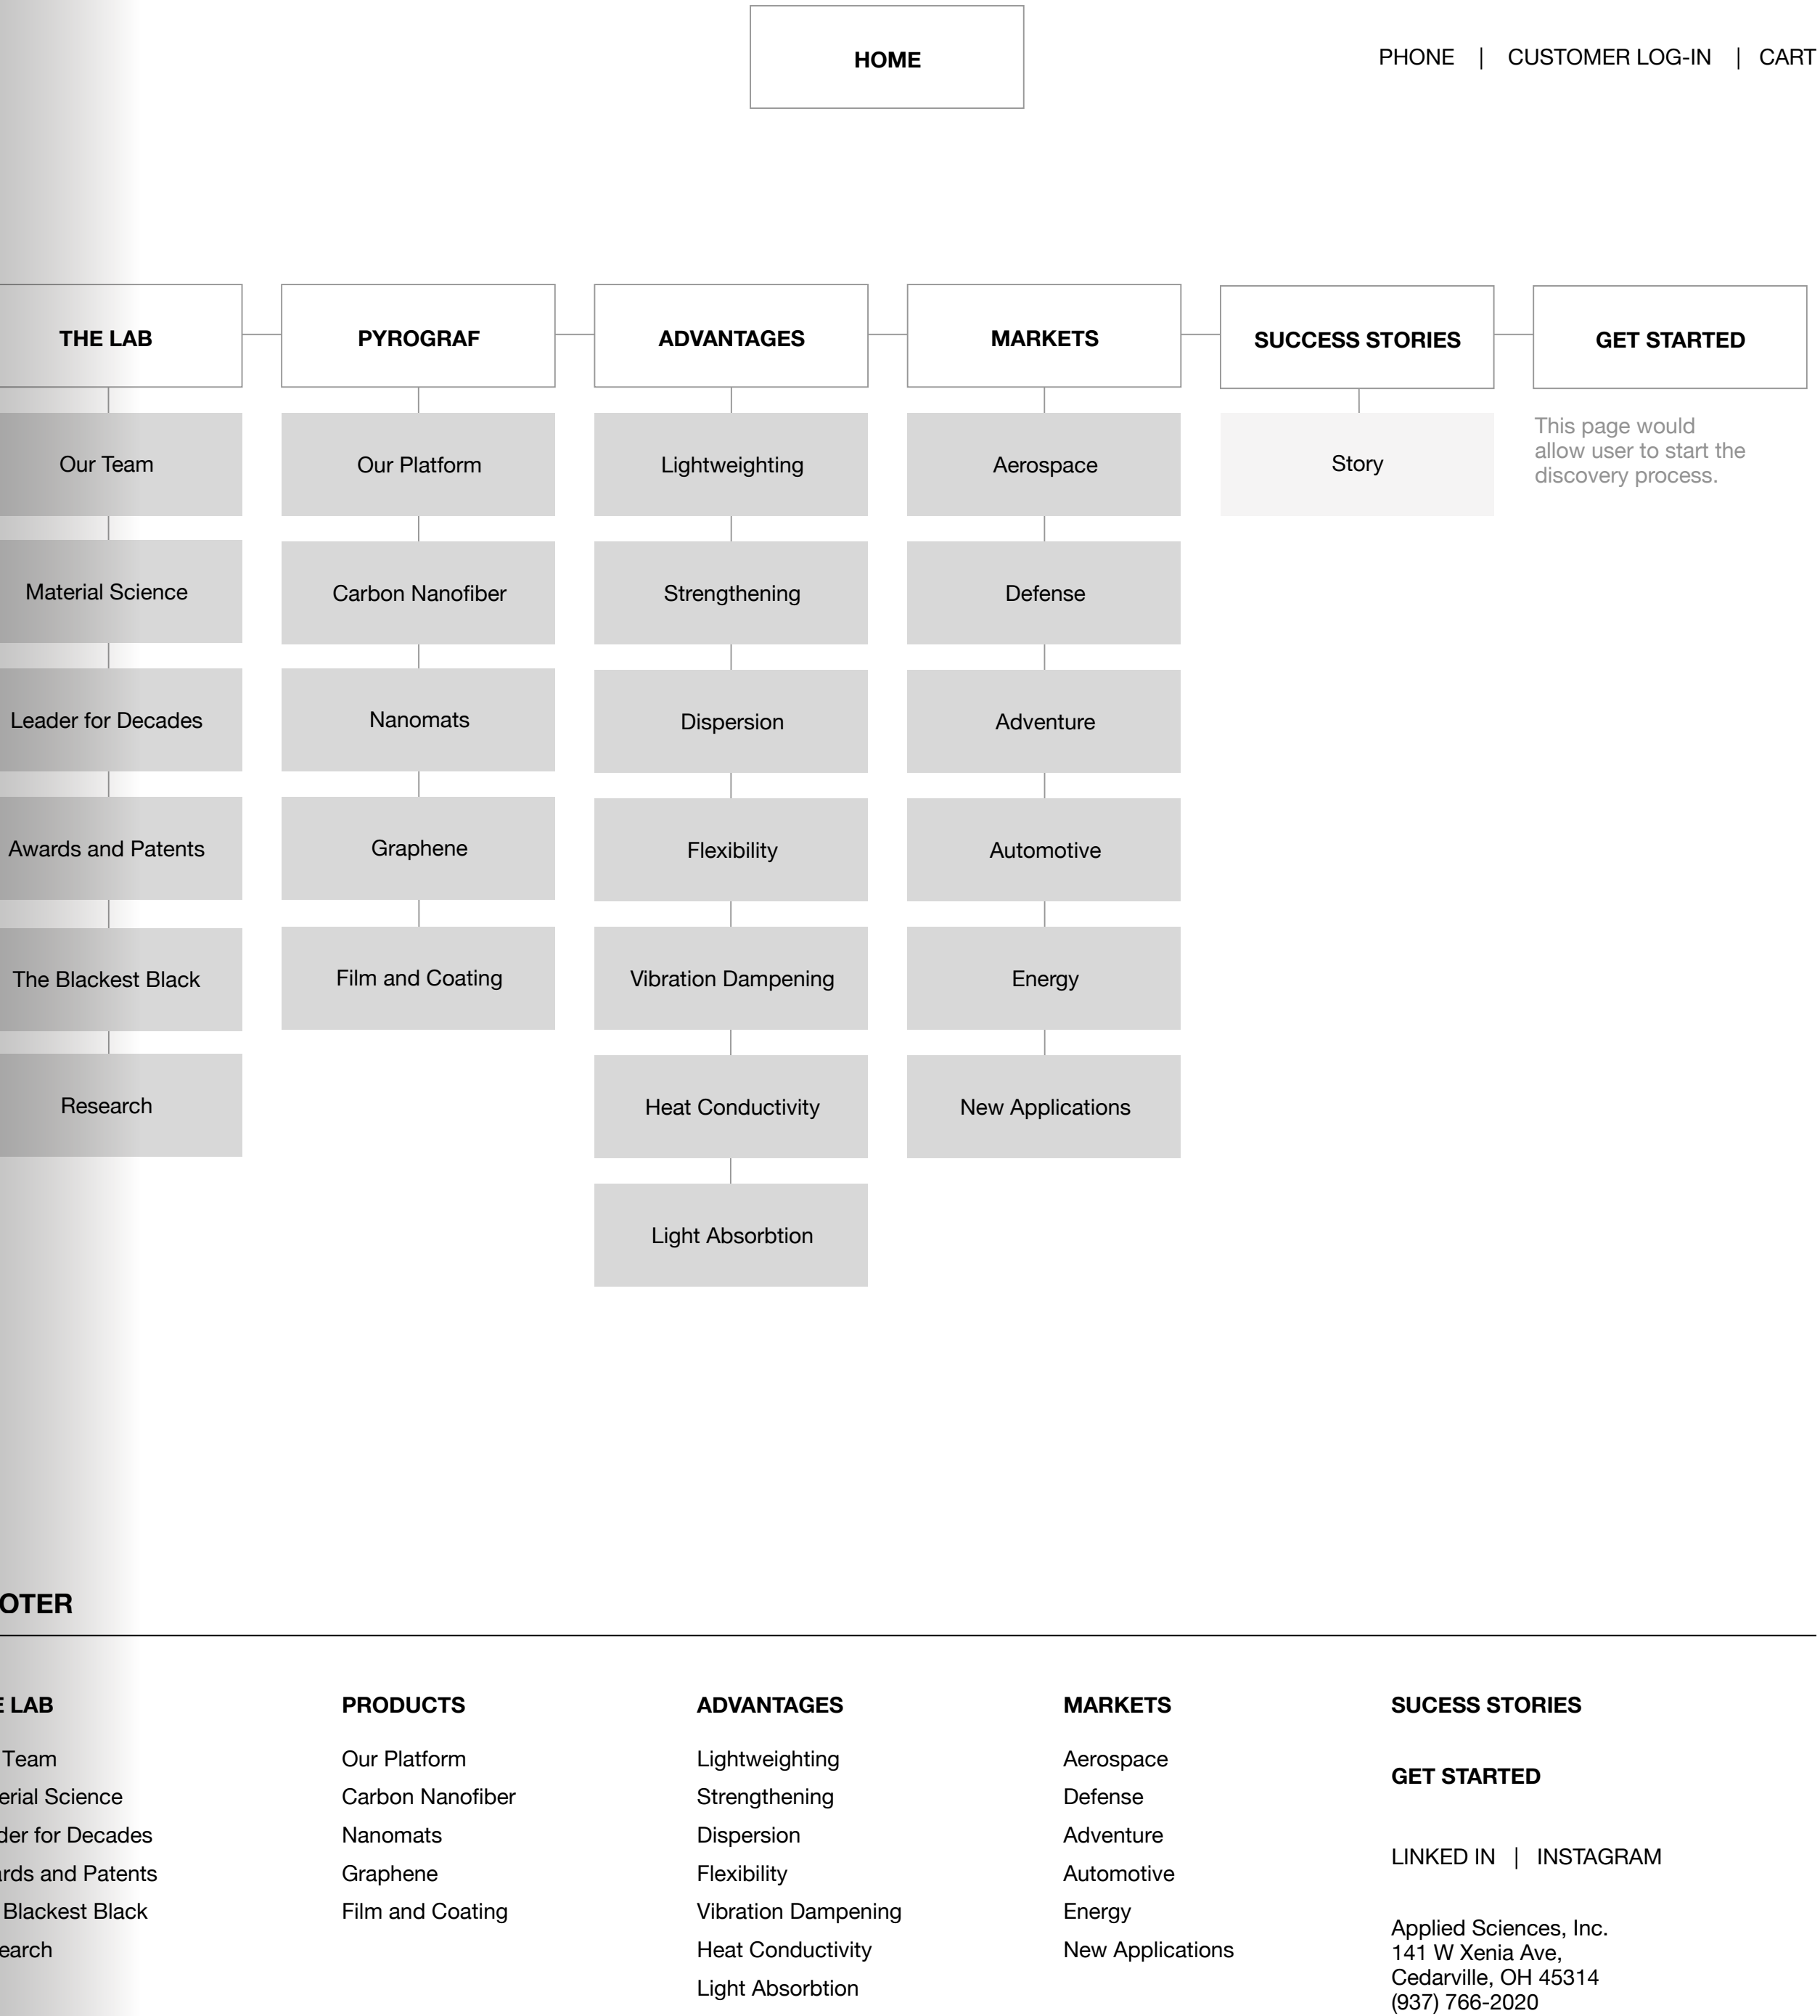 HOME
PHONE | CUSTOMER LOG-IN | CART
THE LAB
Our Team
Material Science
Leader for Decades
Awards and Patents
The Blackest Black
Research
PYROGRAF
Our Platform
Carbon Nanofiber
Nanomats
Graphene
Film and Coating
ADVANTAGES
Lightweighting
Strengthening
Dispersion
Flexibility
Vibration Dampening
Heat Conductivity
Light Absorbtion
MARKETS
Aerospace
Defense
Adventure
Automotive
Energy
New Applications
SUCCESS STORIES
Story
GET STARTED
This page would
allow user to start the
discovery process.
OTER
E LAB
Team
erial Science
der for Decades
ards and Patents
Blackest Black
earch
PRODUCTS
Our Platform
Carbon Nanofiber
Nanomats
Graphene
Film and Coating
ADVANTAGES
Lightweighting
Strengthening
Dispersion
Flexibility
Vibration Dampening
Heat Conductivity
Light Absorbtion
MARKETS
Aerospace
Defense
Adventure
Automotive
Energy
New Applications
SUCESS STORIES
GET STARTED
LINKED IN | INSTAGRAM
Applied Sciences, Inc.
141 W Xenia Ave,
Cedarville, OH 45314
(937) 766-2020